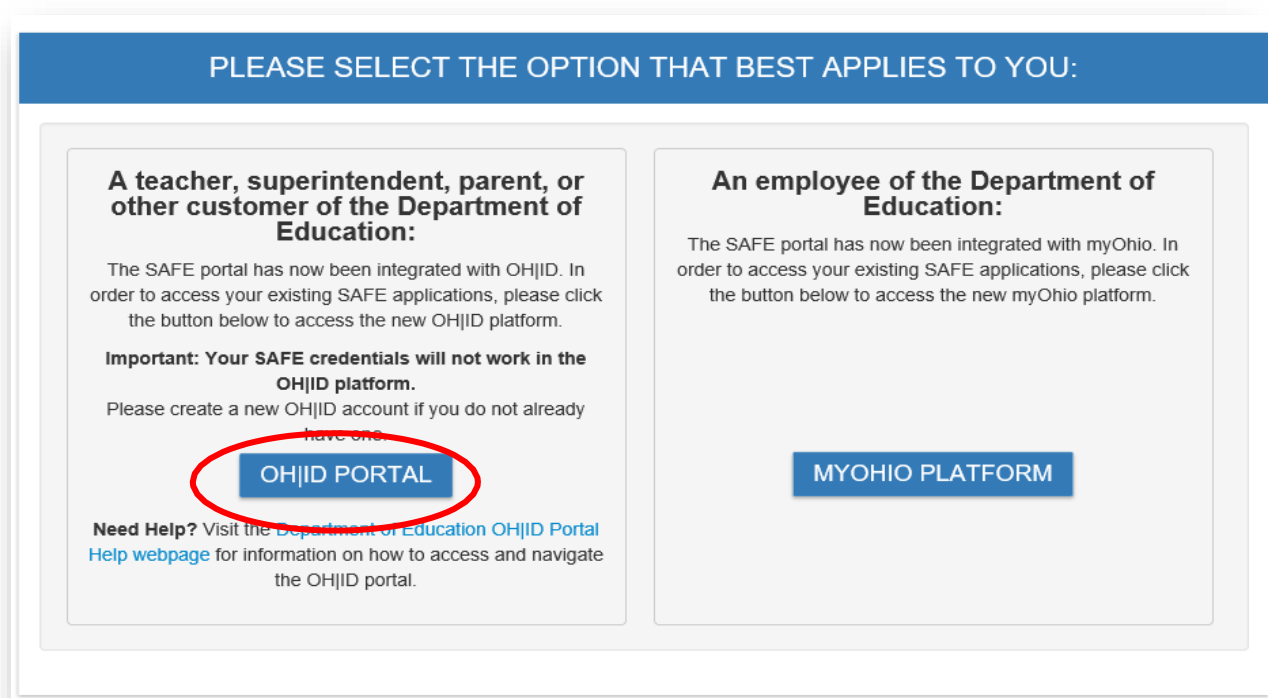 PLEASE SELECT THE OPTION THAT BEST APPLIES TO YOU:
A teacher, superintendent, parent, or
other customer of the Department of
Education:
The SAFE portal has now been integrated with OH|ID. In
order to access your existing SAFE applications, please click
the button below to access the new OH|ID platform.
Important: Your SAFE credentials will not work in the
OH|ID platform.
Please create a new OH|ID account if you do not already
have one.
OH|ID PORTAL
Need Help? Visit the Department of Education OH|ID Portal
Help webpage for information on how to access and navigate
the OH|ID portal.
An employee of the Department of
Education:
The SAFE portal has now been integrated with myOhio. In
order to access your existing SAFE applications, please click
the button below to access the new myOhio platform.
MYOHIO PLATFORM